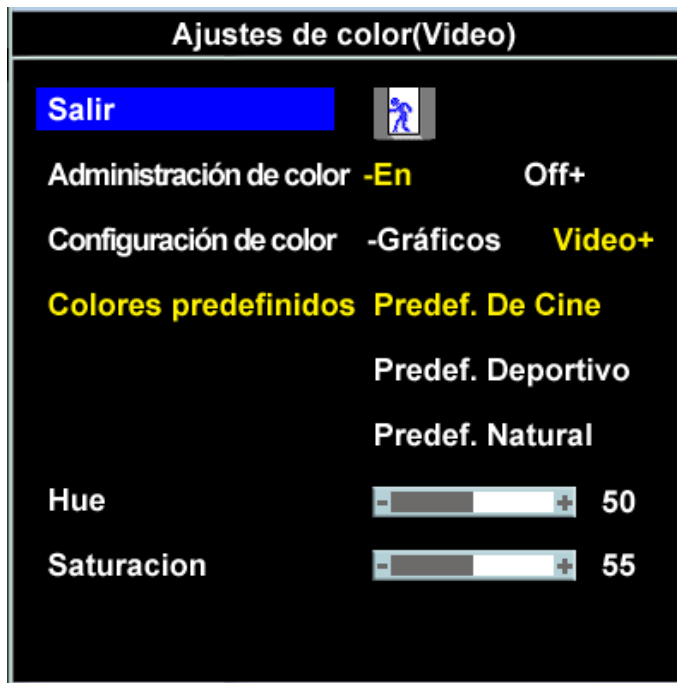 Ajustes de color(Video)
Salir
Administración de color -En Off+
Configuración de color -Gráficos Video+
Colores predefinidos Predef. De Cine
Predef. Deportivo
Predef. Natural
Hue - + 50
Saturacion - + 55